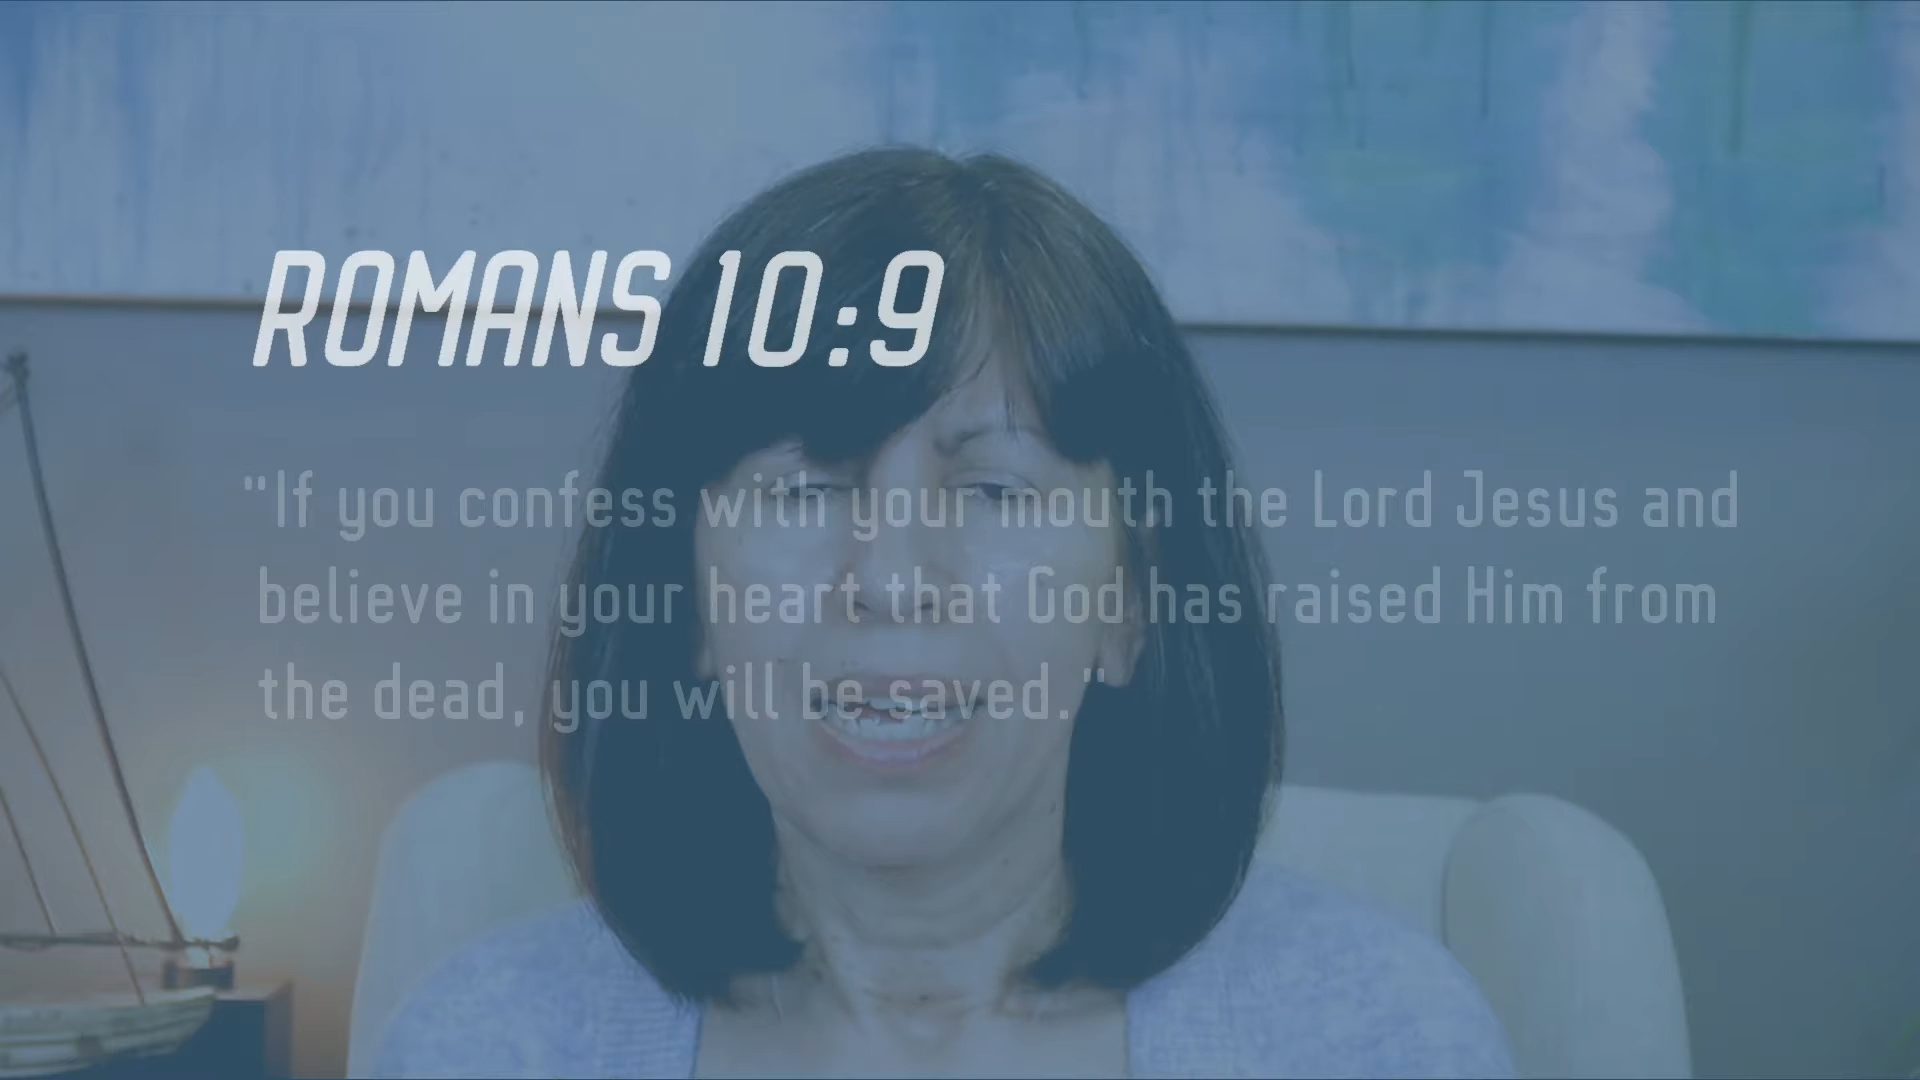 ROMANS 10:9
"If you confess with your mouth the Lord Jesus and
believe in your heart that God has raised Him from
the dead, you will be saved."